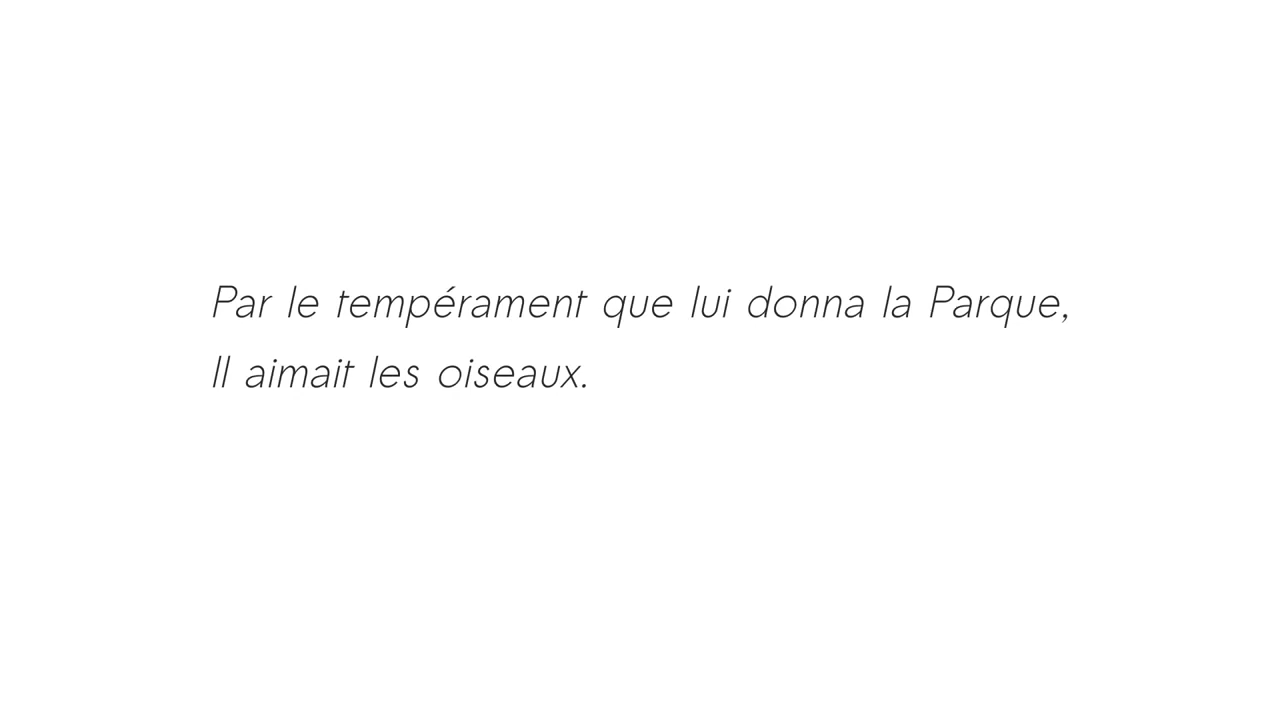 Par le tempérament que lui donna la Parque,
Il aimait les oiseaux.